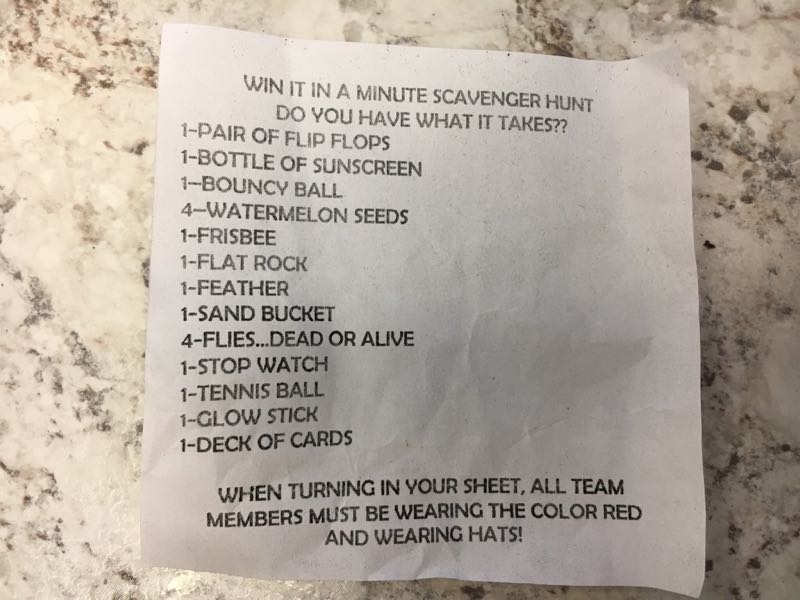 WIN IT IN A MINUTE SCAVENGER HUNT
DO YOU HAVE WHAT IT TAKES??
1-PAIR OF FLIP FLOPS
1-BOTTLE OF SUNSCREEN
1–BOUNCY BALL
4–WATERMELON SEEDS
1-FRISBEE
1-FLAT ROCK
1-FEATHER
1-SAND BUCKET
4-FLIES...DEAD OR ALIVE
1-STOP WATCH
1-TENNIS BALL
1-GLOW STICK
1-DECK OF CARDS
WHEN TURNING IN YOUR SHEET, ALL TEAM
MEMBERS MUST BE WEARING THE COLOR RED
AND WEARING HATS!